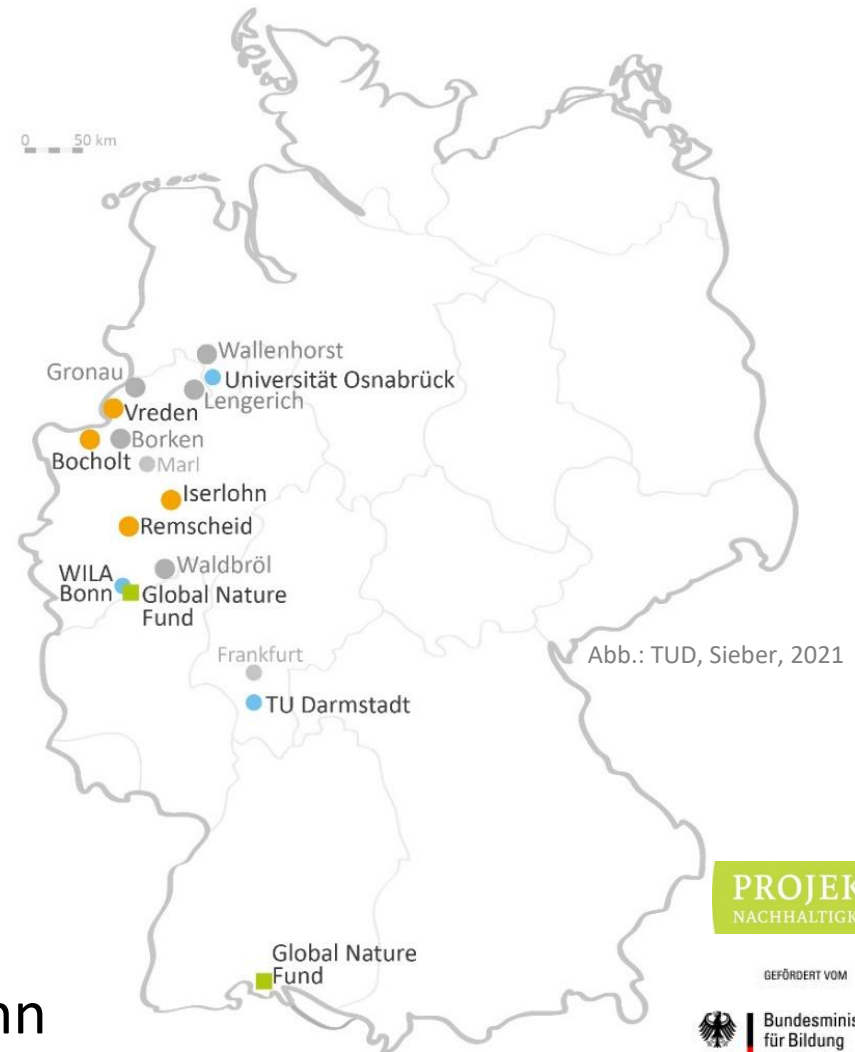 0 50 km
Wallenhorst
Gronau
Universität Osnabrück
Lengerich
Vreden
Borken
Bocholt
Marl
Iserlohn
Remscheid
Waldbröl
WILA
Bonn
Global Nature
Fund
Frankfurt
Abb.: TUD, Sieber, 2021
TU Darmstadt
PROJEK
NACHHALTIGK
Global Nature
Fund
GEFÖRDERT VOM
nn
Bundesminis
für Bildung